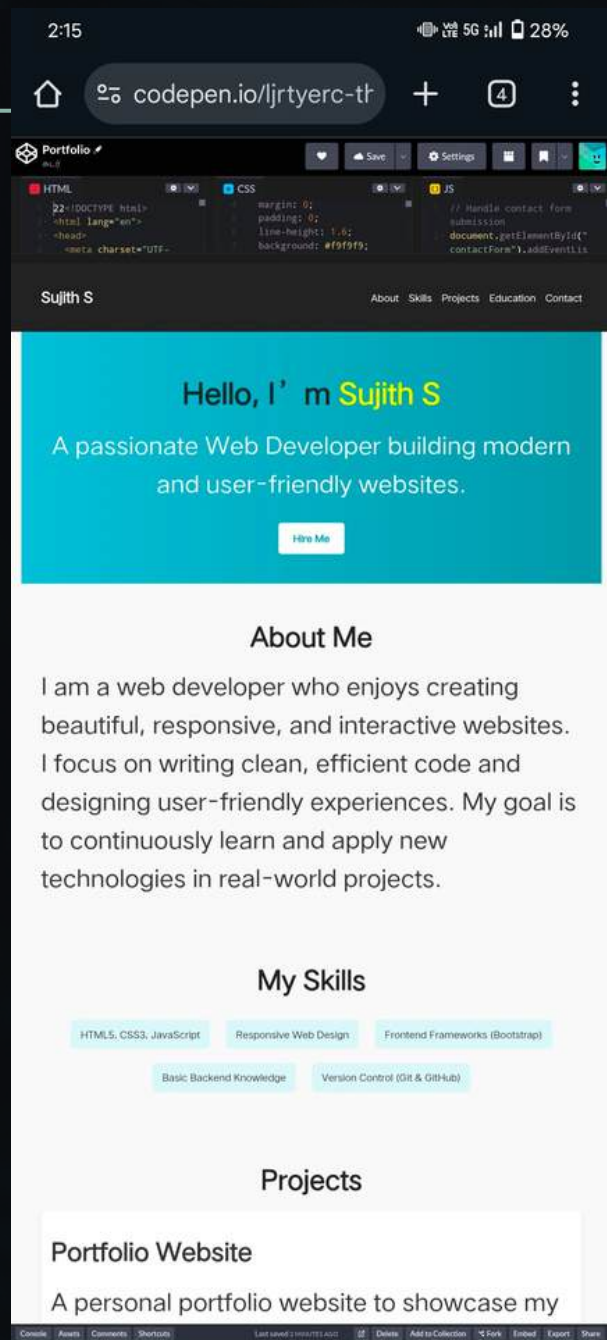 2:15
Vo) LTE 5G 28%
codepen.io/ljrtyerc-th
4
Portfolio
Save
Settings
HTML
CSS
JS
22<!DOCTYPE html>
<html lang="en">
<head>
<meta charset="UTF-
margin: 0;
padding: 0;
line-height: 1.6;
background: #f9f9f9;
// Handle contact form
submission
document.getElementById("
contactForm").addEventLis
Sujith S
About Skills Projects Education Contact
Hello, I’m Sujith S
A passionate Web Developer building modern
and user-friendly websites.
Hire Me
About Me
I am a web developer who enjoys creating
beautiful, responsive, and interactive websites.
I focus on writing clean, efficient code and
designing user-friendly experiences. My goal is
to continuously learn and apply new
technologies in real-world projects.
My Skills
HTML5, CSS3, JavaScript
Responsive Web Design
Frontend Frameworks (Bootstrap)
Basic Backend Knowledge
Version Control (Git & GitHub)
Projects
Portfolio Website
A personal portfolio website to showcase my
Console Assets Comments Shortcuts
Delete Add to Collection Fork Embed Export Share